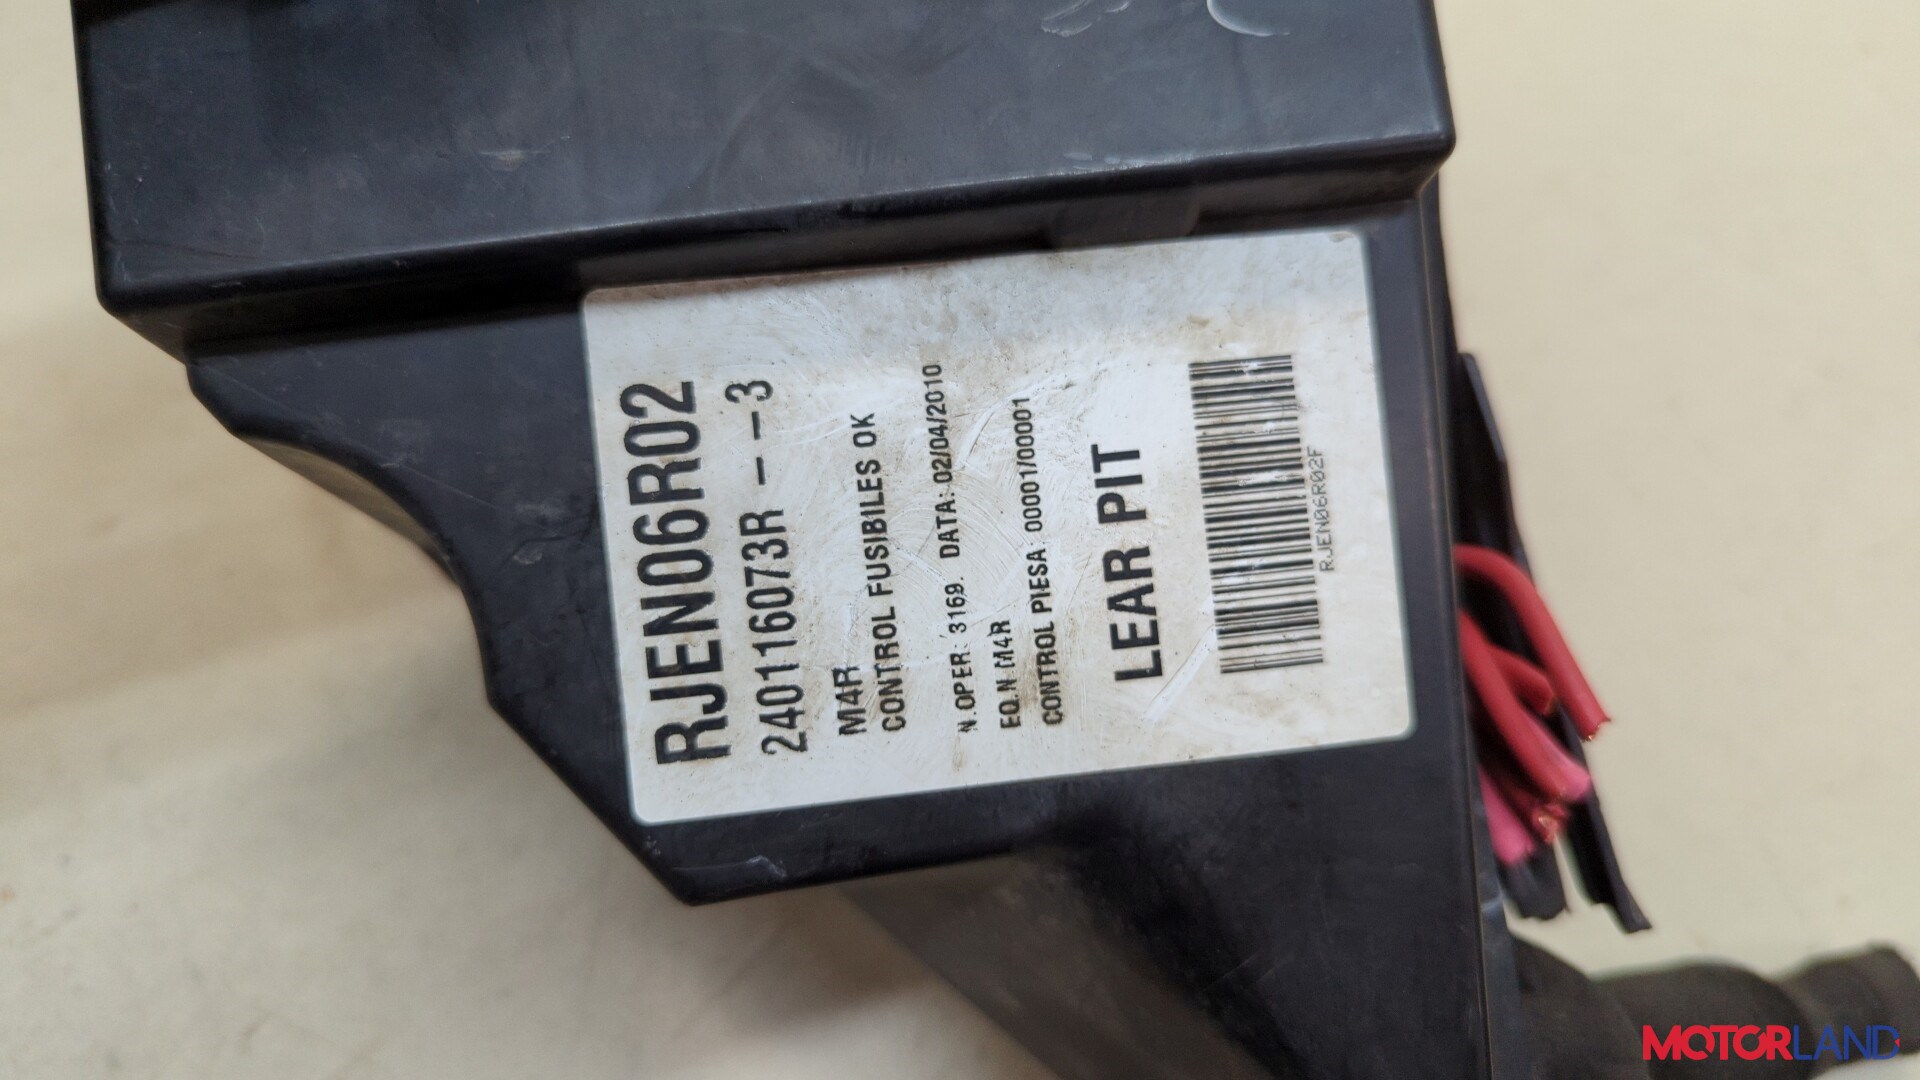 RJEN06R02
240116073R - - 3
M4R
CONTROL FUSIBILES OK
N.OPER: 3169. DATA: 02/04/2010
EQ.N M4R
CONTROL PIESA: 00001/00001
LEAR PIT
RJEN06R02F
MOTORLAND